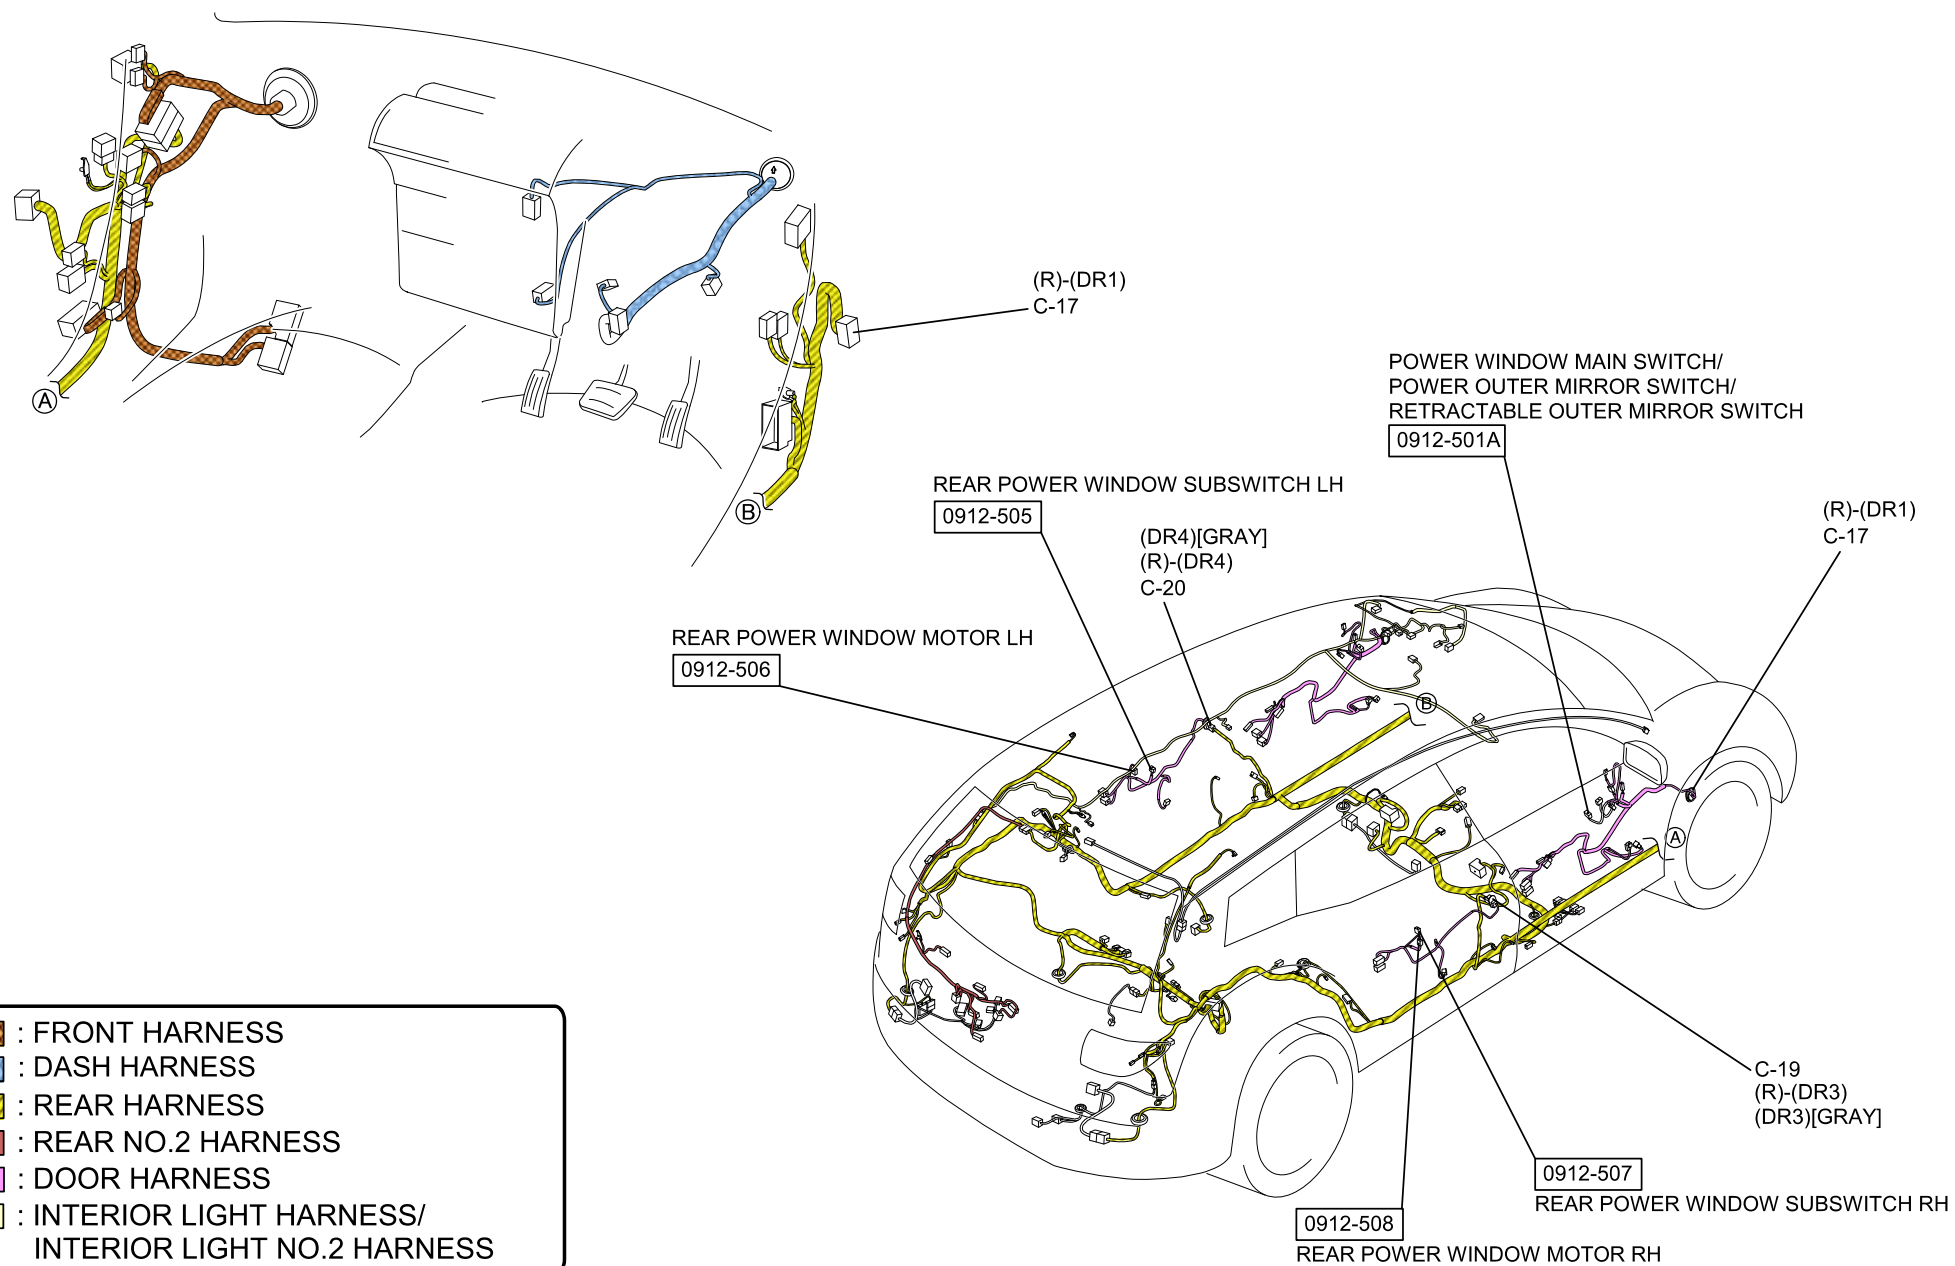 (R)-(DR1)
C-17
POWER WINDOW MAIN SWITCH/
POWER OUTER MIRROR SWITCH/
RETRACTABLE OUTER MIRROR SWITCH
0912-501A
A
B
REAR POWER WINDOW SUBSWITCH LH
0912-505
(DR4)[GRAY]
(R)-(DR4)
C-20
(R)-(DR1)
C-17
REAR POWER WINDOW MOTOR LH
0912-506
B
A
C-19
(R)-(DR3)
(DR3)[GRAY]
0912-507
REAR POWER WINDOW SUBSWITCH RH
0912-508
REAR POWER WINDOW MOTOR RH
: FRONT HARNESS
: DASH HARNESS
: REAR HARNESS
: REAR NO.2 HARNESS
: DOOR HARNESS
: INTERIOR LIGHT HARNESS/
INTERIOR LIGHT NO.2 HARNESS